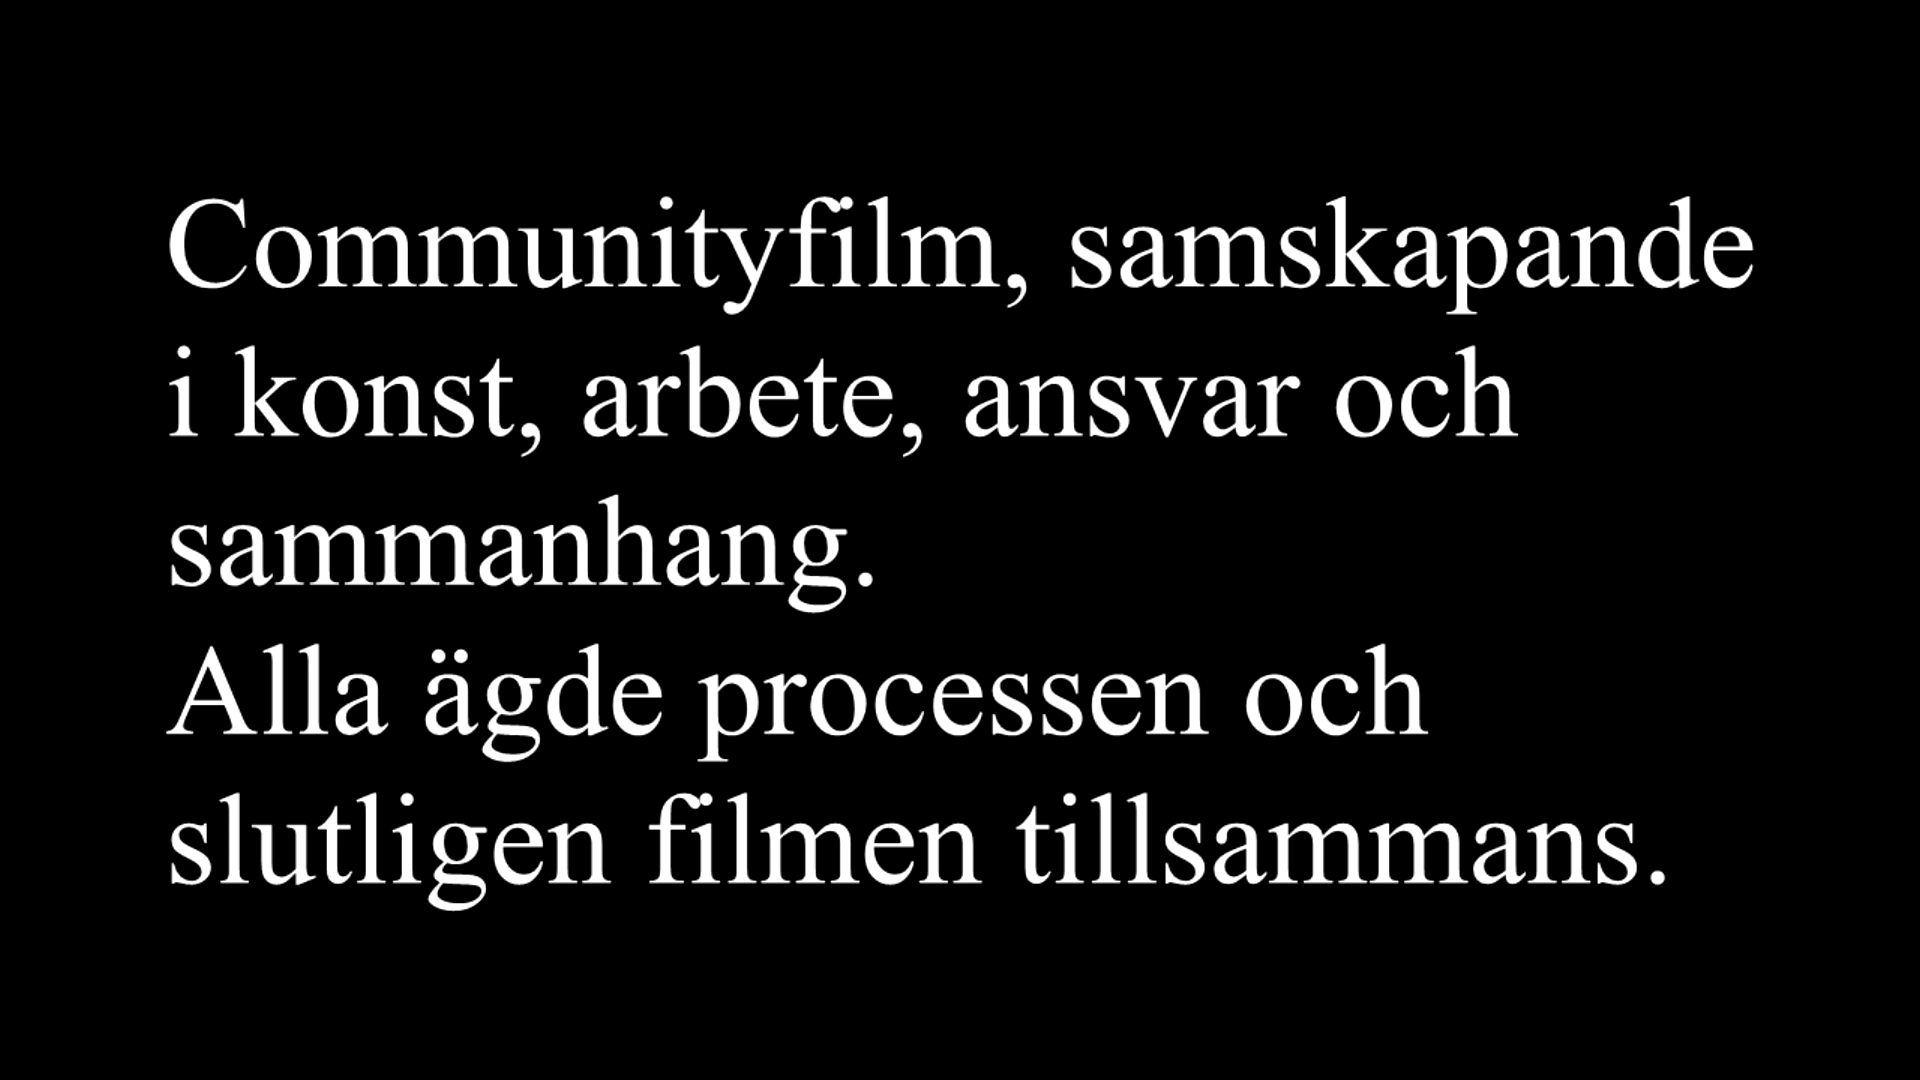 Communityfilm, samskapande
i konst, arbete, ansvar och
sammanhang.
Alla ägde processen och
slutligen filmen tillsammans.